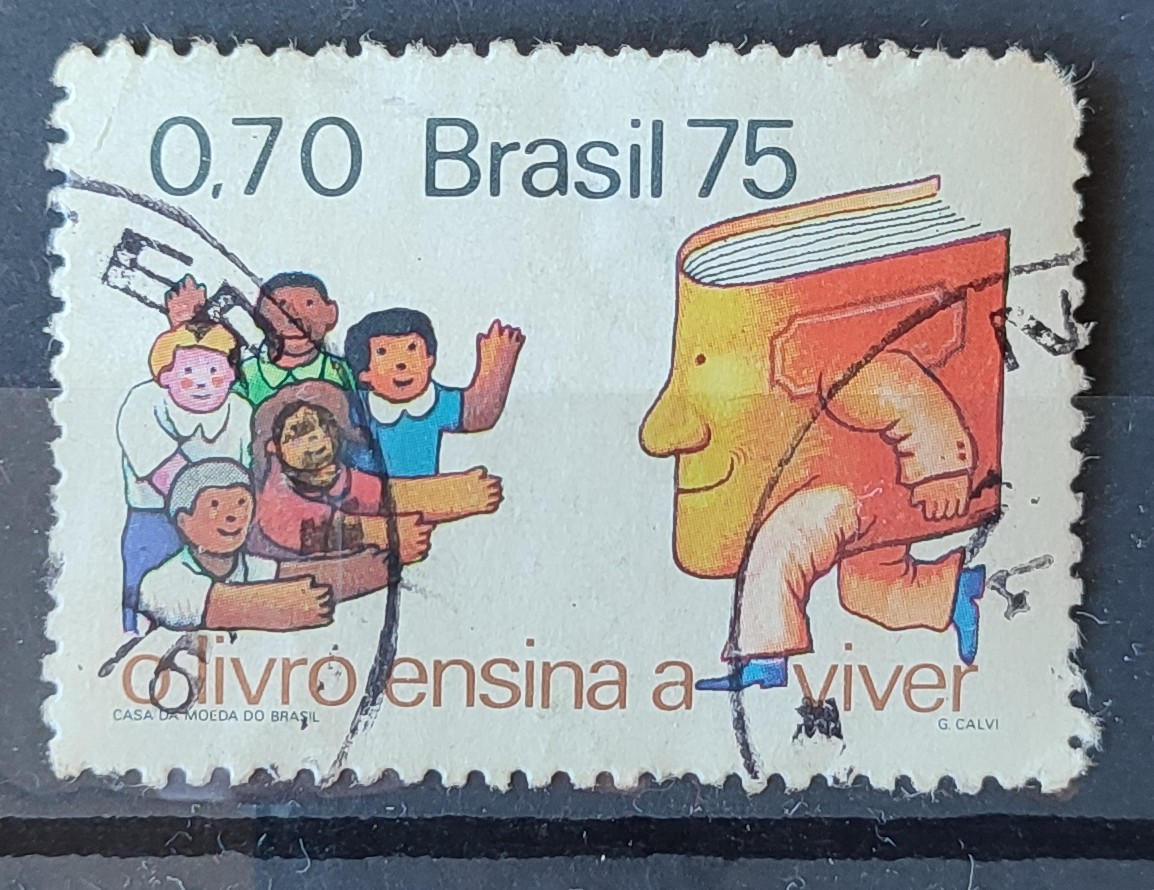 0,70 Brasil 75
o livro ensina a viver
CASA DA MOEDA DO BRASIL
G. CALVI